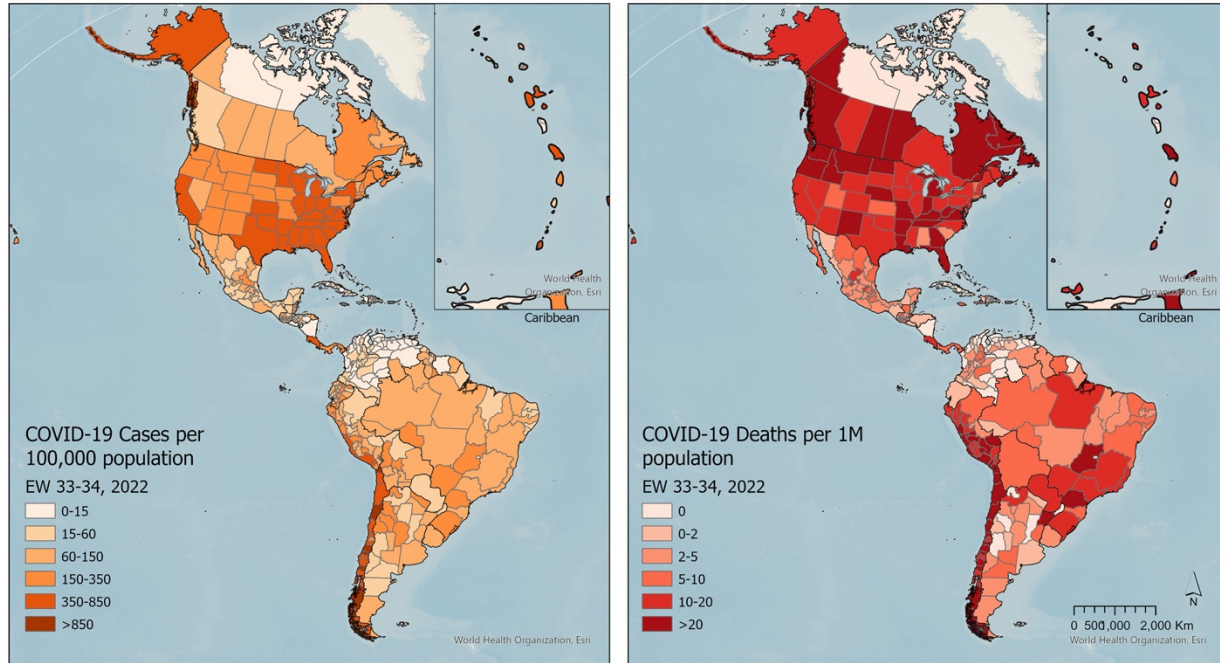 World Health
Organization, Esri
COVID-19 Cases per
100,000 population
EW 33-34, 2022
0-15
15-60
60-150
150-350
350-850
>850
World Health Organization, Esri
Caribbean
World Health
Organization, Esri
Caribbean
COVID-19 Deaths per 1M
population
EW 33-34, 2022
0
0-2
2-5
5-10
10-20
>20
N
0 500 1,000 2,000 Km
World Health Organization, Esri